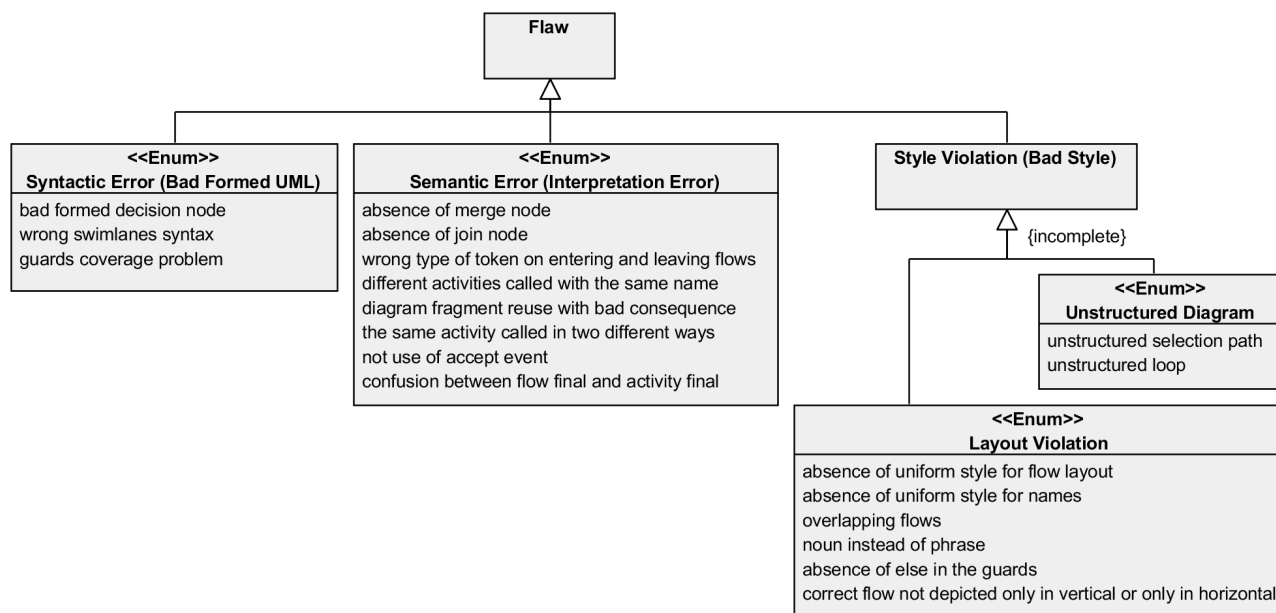 Flaw
<<Enum>>
Syntactic Error (Bad Formed UML)
bad formed decision node
wrong swimlanes syntax
guards coverage problem
<<Enum>>
Semantic Error (Interpretation Error)
absence of merge node
absence of join node
wrong type of token on entering and leaving flows
different activities called with the same name
diagram fragment reuse with bad consequence
the same activity called in two different ways
not use of accept event
confusion between flow final and activity final
Style Violation (Bad Style)
{incomplete}
<<Enum>>
Unstructured Diagram
unstructured selection path
unstructured loop
<<Enum>>
Layout Violation
absence of uniform style for flow layout
absence of uniform style for names
overlapping flows
noun instead of phrase
absence of else in the guards
correct flow not depicted only in vertical or only in horizontal